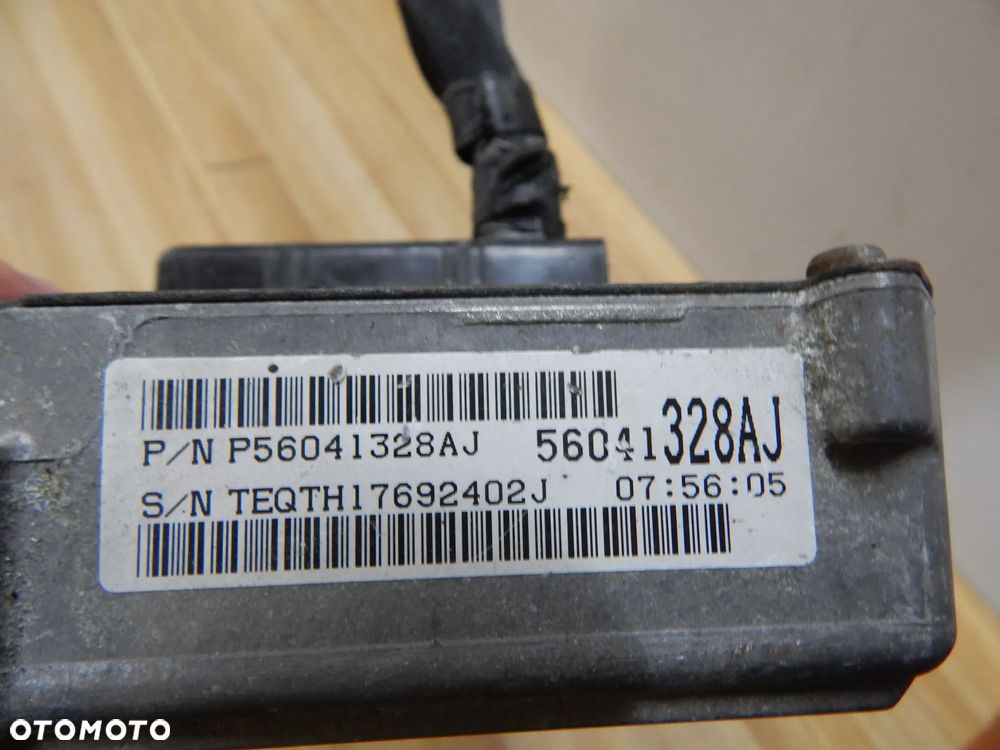 P/N P56041328AJ 56041328AJ
S/N TEQTH17692402J 07:56:05
OTOMOTO